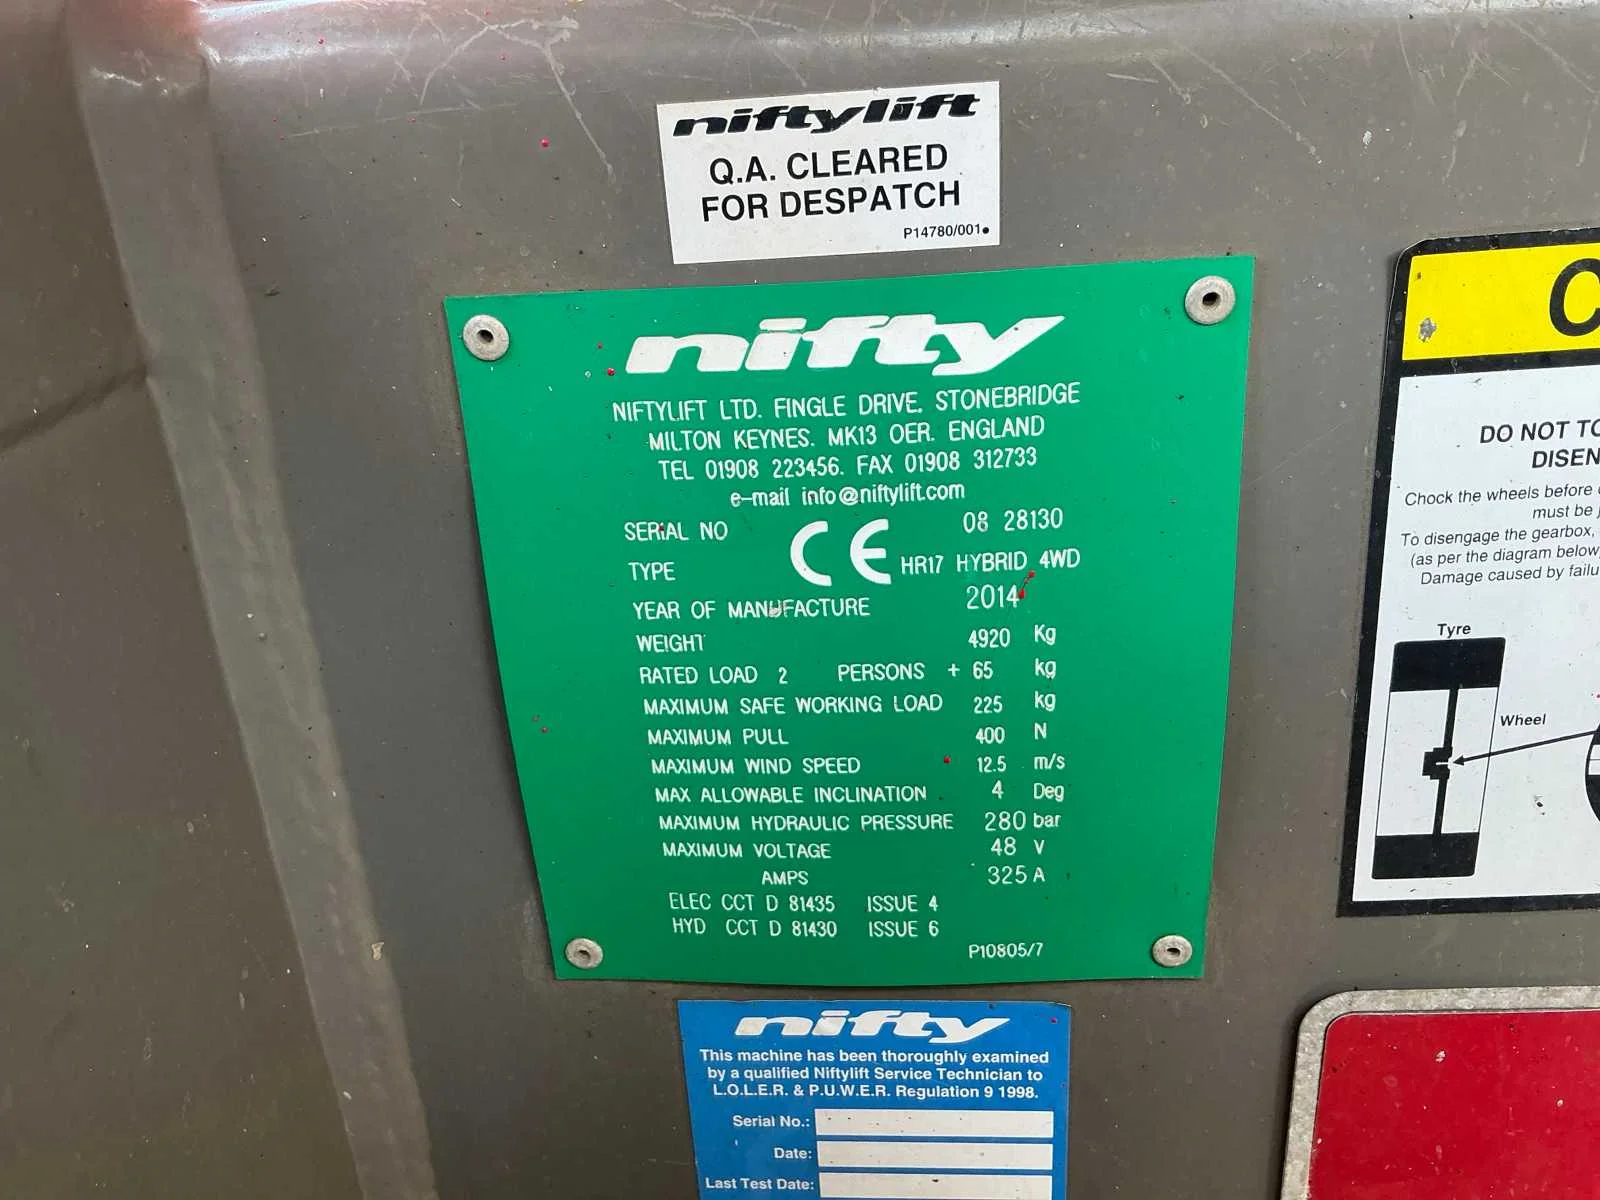 niftylift
Q.A. CLEARED
FOR DESPATCH
P14780/001
nifty
NIFTYLIFT LTD. FINGLE DRIVE. STONEBRIDGE
MILTON KEYNES. MK13 OER. ENGLAND
TEL 01908 223456. FAX 01908 312733
e-mail info@niftylift.com
SERIAL NO 08 28130
TYPE CE HR17 HYBRID 4WD
YEAR OF MANUFACTURE 2014
WEIGHT 4920 Kg
RATED LOAD 2 PERSONS + 65 kg
MAXIMUM SAFE WORKING LOAD 225 kg
MAXIMUM PULL 400 N
MAXIMUM WIND SPEED 12.5 m/s
MAX ALLOWABLE INCLINATION 4 Deg
MAXIMUM HYDRAULIC PRESSURE 280 bar
MAXIMUM VOLTAGE 48 V
AMPS 325 A
ELEC CCT D 81435 ISSUE 4
HYD CCT D 81430 ISSUE 6
P10805/7
nifty
This machine has been thoroughly examined
by a qualified Niftylift Service Technician to
L.O.L.E.R. & P.U.W.E.R. Regulation 9 1998.
Serial No.:
Date:
Last Test Date:
C
DO NOT TO
DISEN
Chock the wheels before
must be
To disengage the gearbox,
(as per the diagram below,
Damage caused by failu
Tyre
Wheel